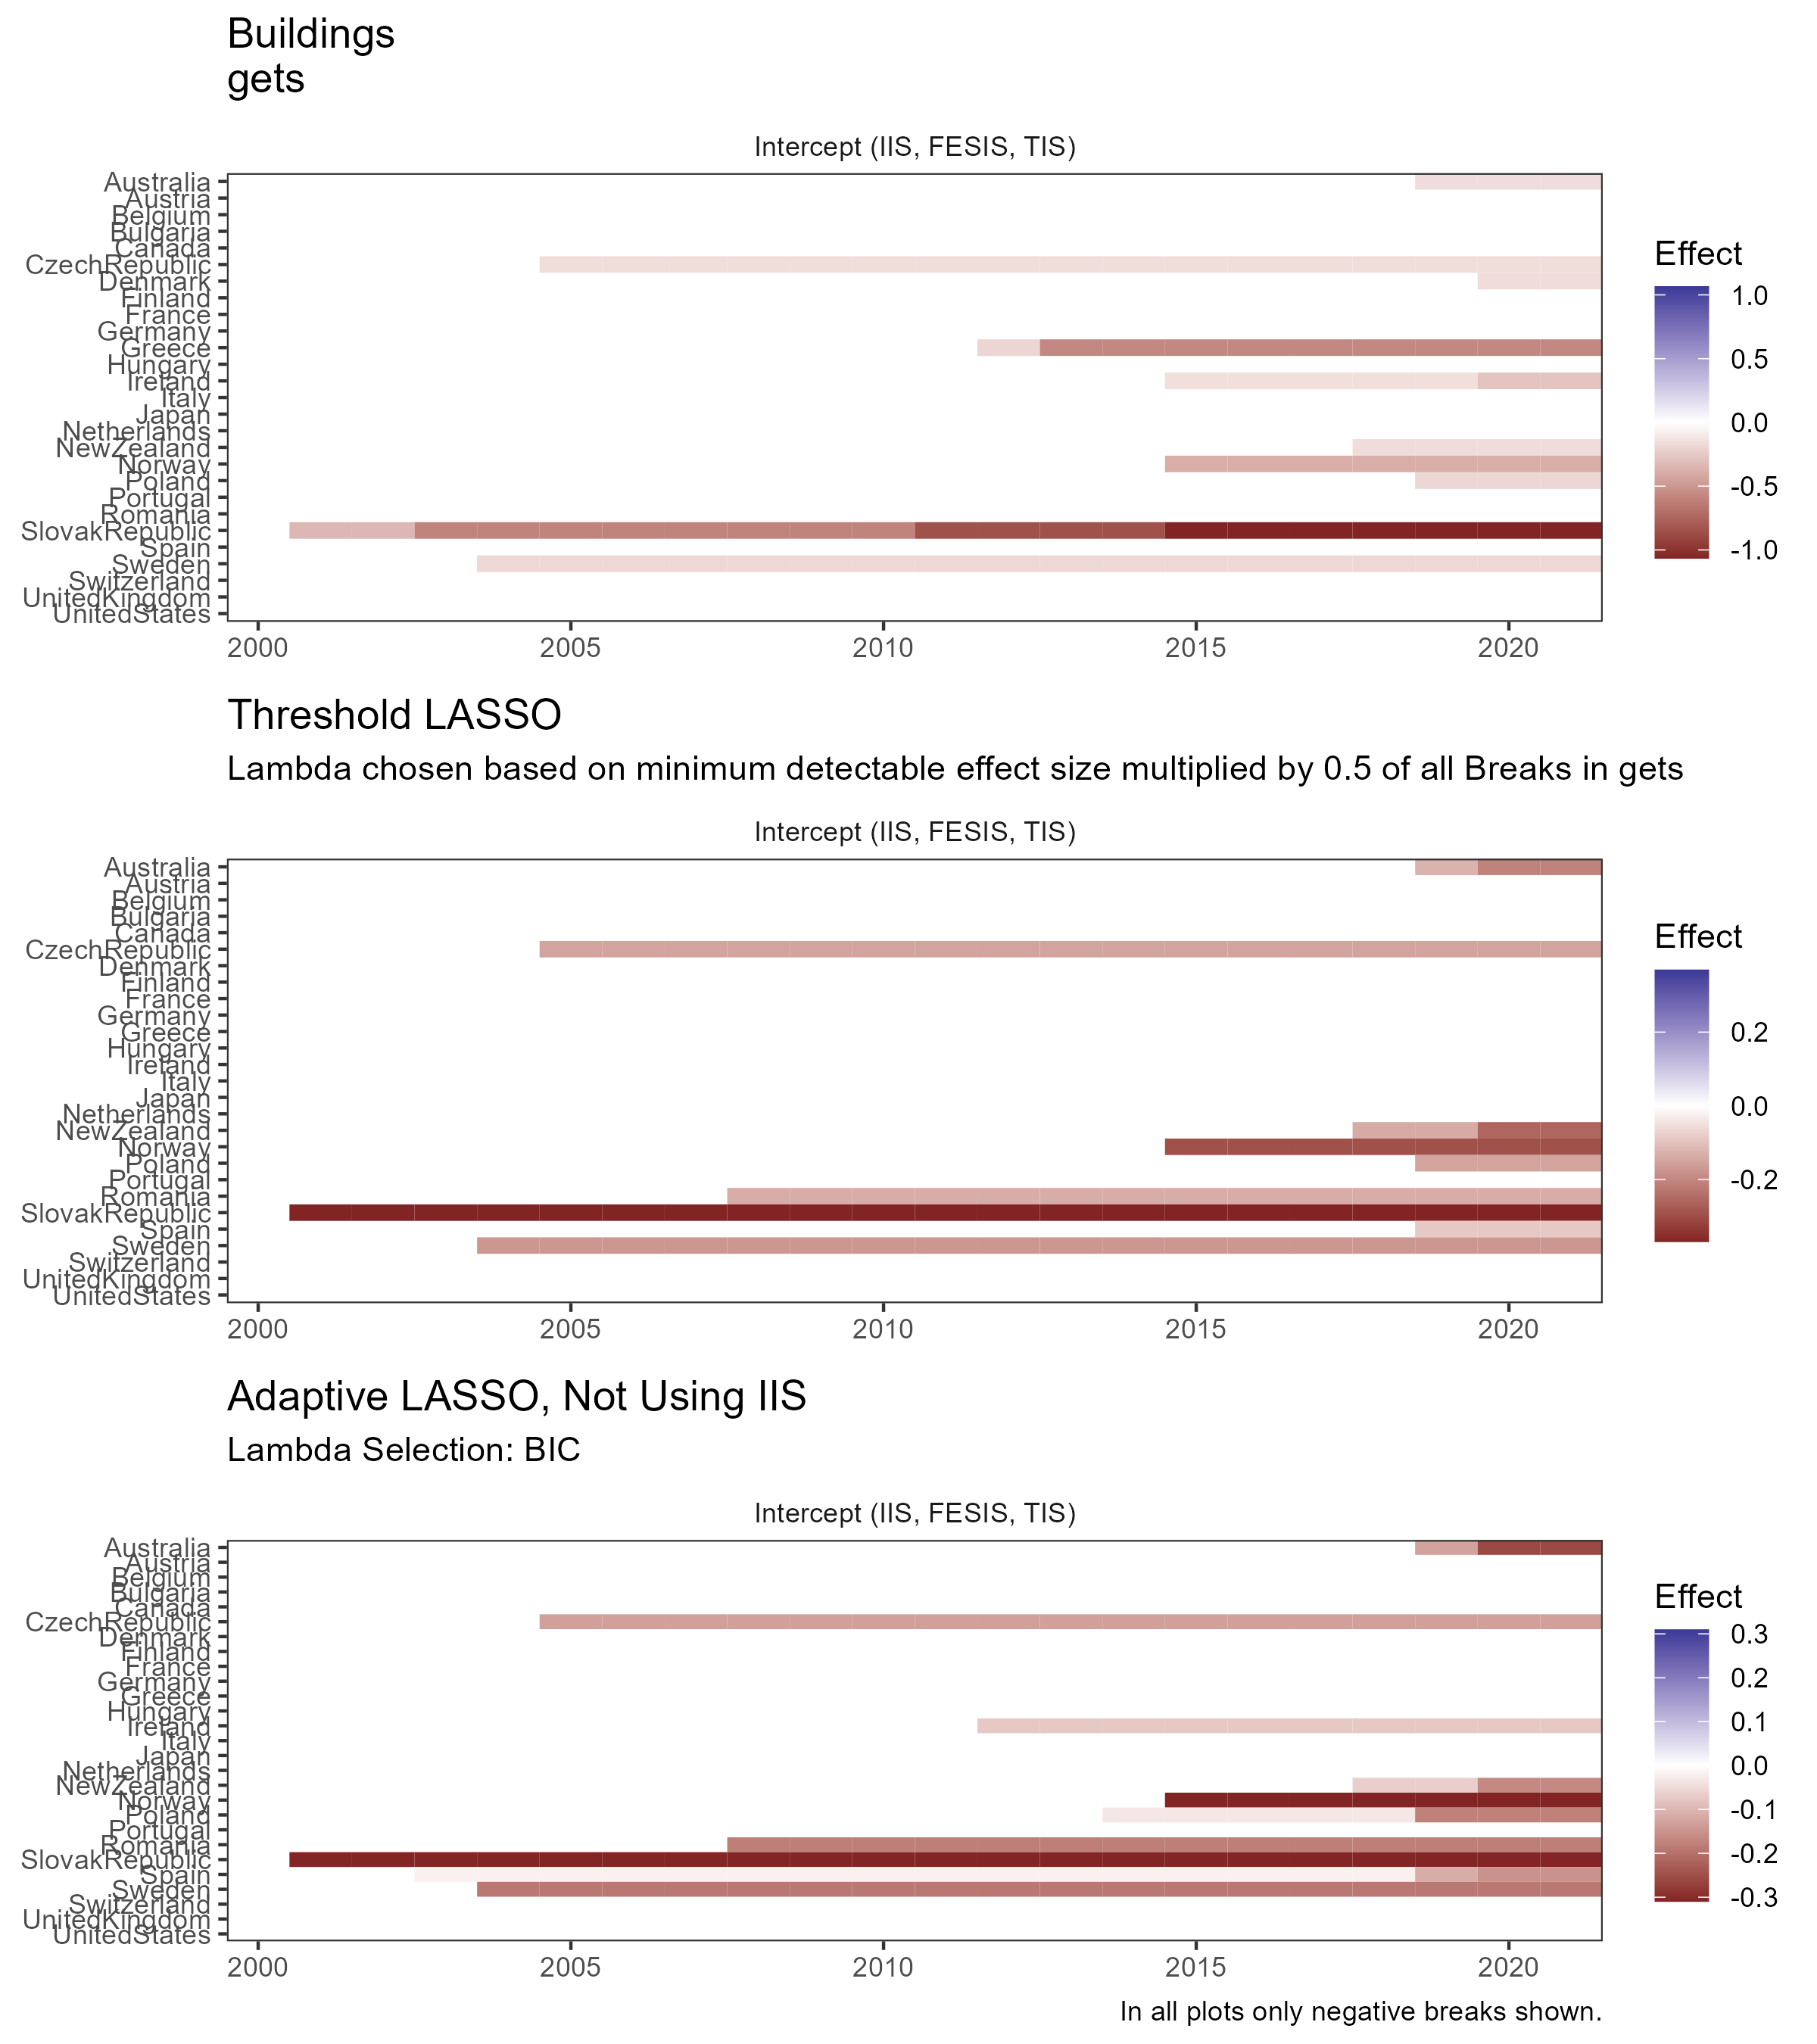 Buildings
gets
Intercept (IIS, FESIS, TIS)
Australia
Austria
Belgium
Bulgaria
Canada
CzechRepublic
Denmark
Finland
France
Germany
Greece
Hungary
Ireland
Italy
Japan
Netherlands
NewZealand
Norway
Poland
Portugal
Romania
SlovakRepublic
Spain
Sweden
Switzerland
UnitedKingdom
UnitedStates
2000 2005 2010 2015 2020
Effect
1.0
0.5
0.0
-0.5
-1.0
Threshold LASSO
Lambda chosen based on minimum detectable effect size multiplied by 0.5 of all Breaks in gets
Intercept (IIS, FESIS, TIS)
Australia
Austria
Belgium
Bulgaria
Canada
CzechRepublic
Denmark
Finland
France
Germany
Greece
Hungary
Ireland
Italy
Japan
Netherlands
NewZealand
Norway
Poland
Portugal
Romania
SlovakRepublic
Spain
Sweden
Switzerland
UnitedKingdom
UnitedStates
2000 2005 2010 2015 2020
Effect
0.2
0.0
-0.2
Adaptive LASSO, Not Using IIS
Lambda Selection: BIC
Intercept (IIS, FESIS, TIS)
Australia
Austria
Belgium
Bulgaria
Canada
CzechRepublic
Denmark
Finland
France
Germany
Greece
Hungary
Ireland
Italy
Japan
Netherlands
NewZealand
Norway
Poland
Portugal
Romania
SlovakRepublic
Spain
Sweden
Switzerland
UnitedKingdom
UnitedStates
2000 2005 2010 2015 2020
Effect
0.3
0.2
0.1
0.0
-0.1
-0.2
-0.3
In all plots only negative breaks shown.